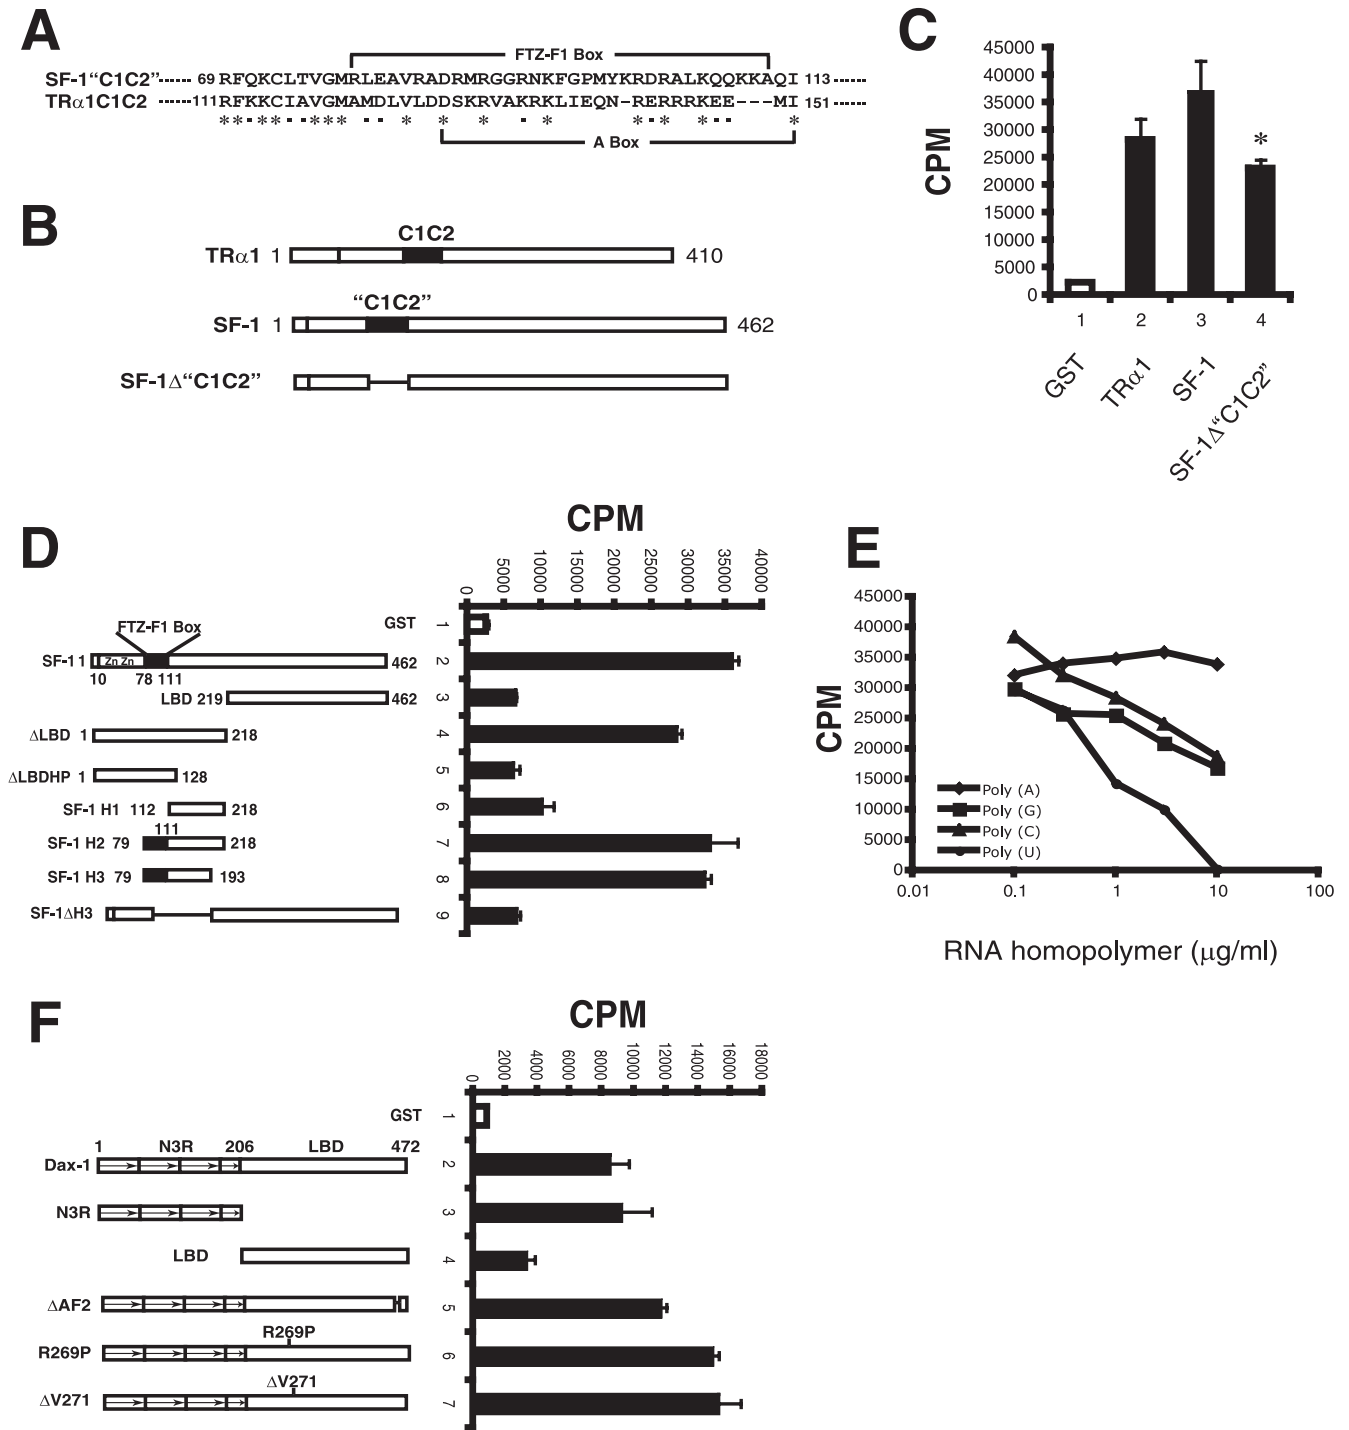 A
FTZ-F1 Box
SF-1“C1C2” 69 RFQKCLTVGMRLEAVRADRMRGGRNKFGPMYKRDRALKQQKKAQI 113
TRα1C1C2 111 RFKKCIAVGMAMDLVLDDSKRVAKRKLIEQN-RERRRKEE---MI 151
A Box
B
C1C2
TRα1 1 410
“C1C2”
SF-1 1 462
SF-1Δ“C1C2”
C
CPM
45000
40000
35000
30000
25000
20000
15000
10000
5000
0
*
1 2 3 4
GST
TRα1
SF-1
SF-1Δ“C1C2”
D
CPM
0 5000 10000 15000 20000 25000 30000 35000 40000
GST 1
FTZ-F1 Box
SF-1 1 Zn Zn 462 2
10 78 111
LBD 219 462 3
ΔLBD 1 218 4
ΔLBDHP 1 128 5
SF-1 H1 112 218 6
111
SF-1 H2 79 218 7
SF-1 H3 79 193 8
SF-1ΔH3 9
E
CPM
45000
40000
35000
30000
25000
20000
15000
10000
5000
0
Poly (A)
Poly (G)
Poly (C)
Poly (U)
0.01 0.1 1 10 100
RNA homopolymer (μg/ml)
F
CPM
0 2000 4000 6000 8000 10000 12000 14000 16000 18000
GST 1
1 N3R 206 LBD 472
Dax-1 2
N3R 3
LBD 4
ΔAF2 5
R269P
R269P 6
ΔV271
ΔV271 7